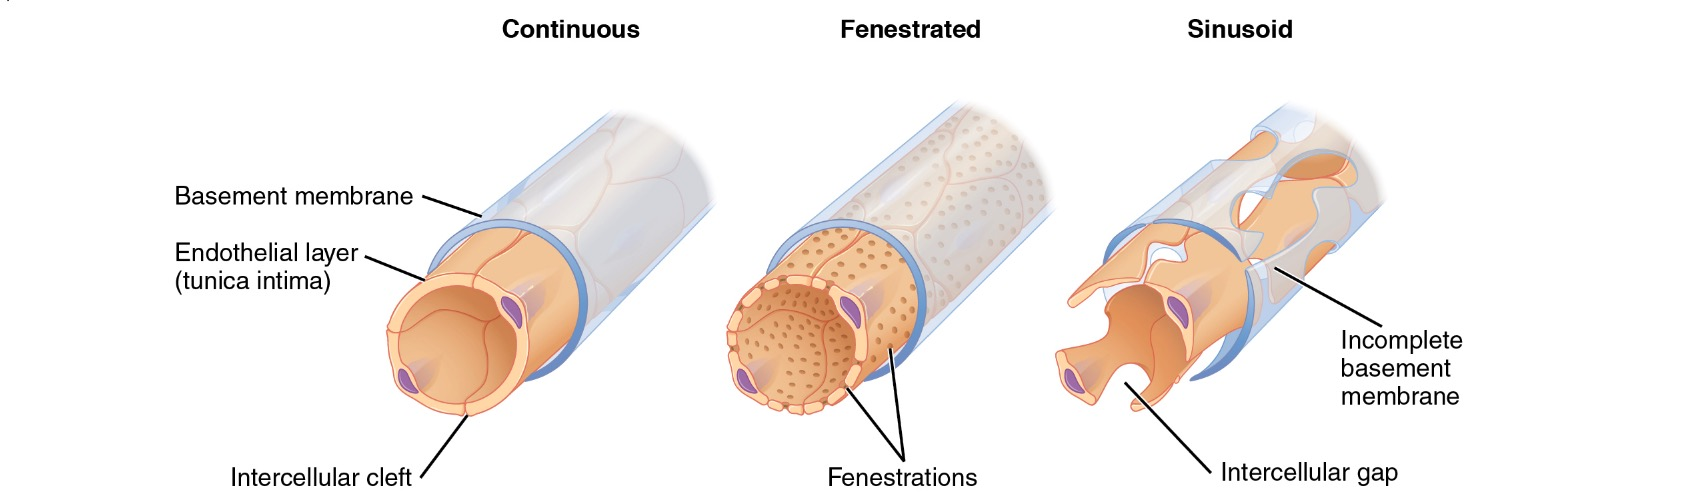 Continuous
Fenestrated
Sinusoid
Basement membrane
Endothelial layer
(tunica intima)
Incomplete
basement
membrane
Intercellular cleft
Fenestrations
Intercellular gap